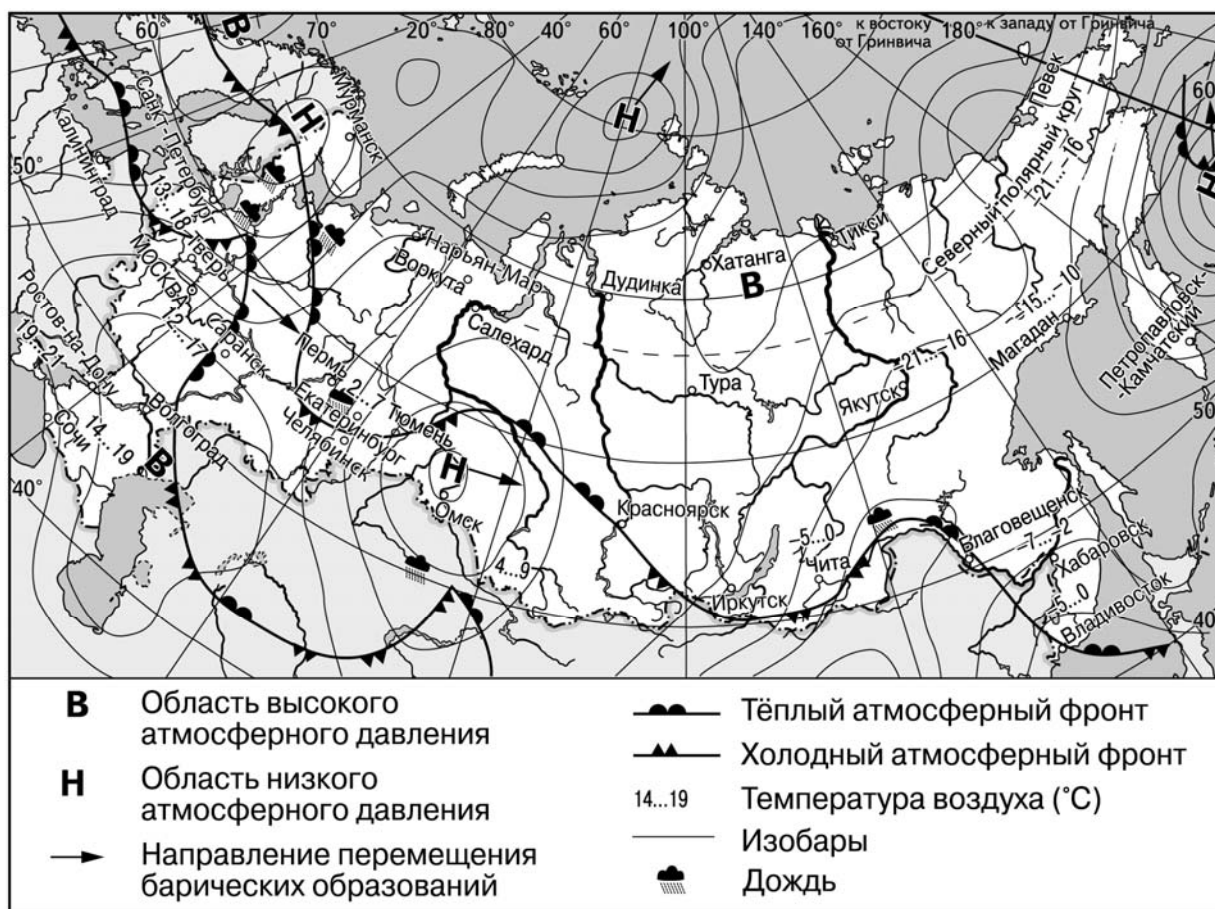 60°
70°
20
80
40
60
100
140
160
к востоку
от Гринвича
180°
к западу от Гринвича
В
Мурманск
Н
Н
Певек
60°
Санкт-Петербург
Калининград
50°
Северный полярный круг
–21...–16
Н
13...18
Тверь
Нарьян-Мар
Воркута
Дудинка
Хатанга
В
Тикси
МОСКВА
12...17
Саранск
Ростов-на-Дону
19...21
Салехард
–15...–10
Магадан
Петропавловск-
Камчатский
Пермь
2...7
Тюмень
Екатеринбург
Челябинск
Тура
–21...–16
Якутск
50°
Сочи
14...19
Волгоград
В
Н
Омск
40°
Красноярск
4...9
–5...0
Чита
Иркутск
Благовещенск
–7...–2
Хабаровск
–5...0
Владивосток
40°
В Область высокого
атмосферного давления
Н Область низкого
атмосферного давления
Направление перемещения
барических образований
Тёплый атмосферный фронт
Холодный атмосферный фронт
14...19 Температура воздуха (°С)
Изобары
Дождь